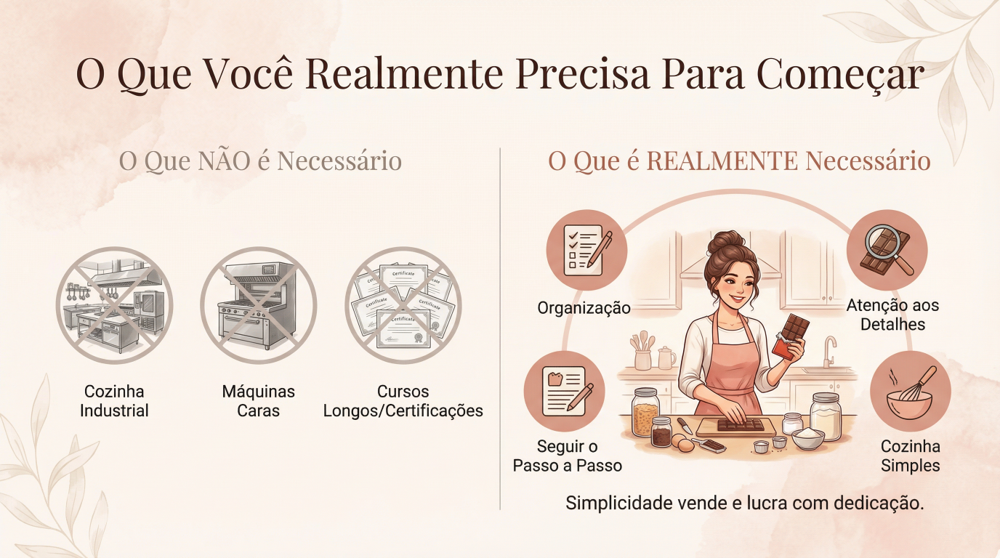 O Que Você Realmente Precisa Para Começar
O Que NÃO é Necessário
Certificate
Certificate
Certificate
Certificate
Cozinha
Industrial
Máquinas
Caras
Cursos
Longos/Certificações
O Que é REALMENTE Necessário
Organização
Atenção aos
Detalhes
Seguir o
Passo a Passo
Cozinha
Simples
Simplicidade vende e lucra com dedicação.